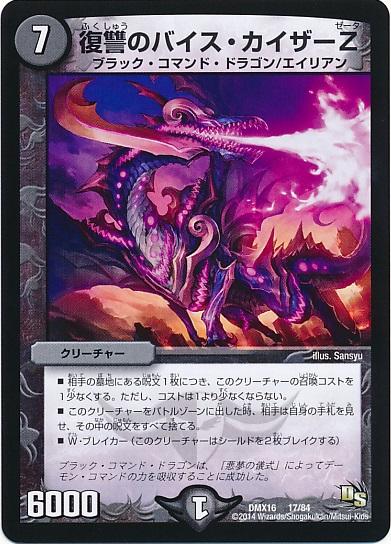 7
ふくしゅう ゼータ
復讐のバイス・カイザーZ
ブラック・コマンド・ドラゴン/エイリアン
illus. Sansyu
クリーチャー
■ 相手の墓地にある呪文1枚につき、このクリーチャーの召喚コストを
1少なくする。ただし、コストは1より少なくならない。
■ このクリーチャーをバトルゾーンに出した時、相手は自身の手札を見
せ、その中の呪文をすべて捨てる。
■ W・ブレイカー (このクリーチャーはシールドを2枚ブレイクする)
ブラック・コマンド・ドラゴンは、「悪夢の儀式」によってデー
モン・コマンドの力を吸収することに成功した。
6000
DS
DMX16 17/84
©2014 Wizards/Shogakukan/Mitsui-Kids